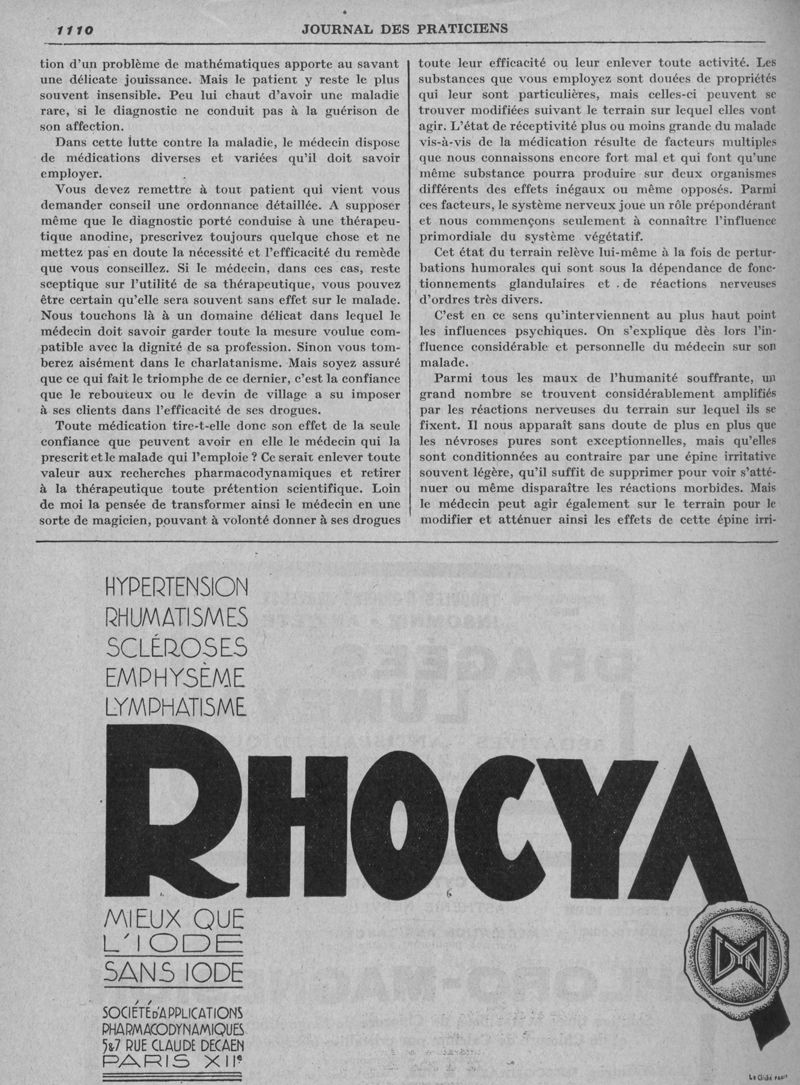 1110
JOURNAL DES PRATICIENS
tion d'un problème de mathématiques apporte au savant
une délicate jouissance. Mais le patient y reste le plus
souvent insensible. Peu lui chaut d'avoir une maladie
rare, si le diagnostic ne conduit pas à la guérison de
son affection.
Dans cette lutte contre la maladie, le médecin dispose
de médications diverses et variées qu'il doit savoir
employer.
Vous devez remettre à tout patient qui vient vous
demander conseil une ordonnance détaillée. A supposer
même que le diagnostic porté conduise à une thérapeu-
tique anodine, prescrivez toujours quelque chose et ne
mettez pas en doute la nécessité et l'efficacité du remède
que vous conseillez. Si le médecin, dans ces cas, reste
sceptique sur l'utilité de sa thérapeutique, vous pouvez
être certain qu'elle sera souvent sans effet sur le malade.
Nous touchons là à un domaine délicat dans lequel le
médecin doit savoir garder toute la mesure voulue com-
patible avec la dignité de sa profession. Sinon vous tom-
berez aisément dans le charlatanisme. Mais soyez assuré
que ce qui fait le triomphe de ce dernier, c'est la confiance
que le rebouteux ou le devin de village a su imposer
à ses clients dans l'efficacité de ses drogues.
Toute médication tire-t-elle donc son effet de la seule
confiance que peuvent avoir en elle le médecin qui la
prescrit et le malade qui l'emploie ? Ce serait enlever toute
valeur aux recherches pharmacodynamiques et retirer
à la thérapeutique toute prétention scientifique. Loin
de moi la pensée de transformer ainsi le médecin en une
sorte de magicien, pouvant à volonté donner à ses drogues
toute leur efficacité ou leur enlever toute activité. Les
substances que vous employez sont douées de propriétés
qui leur sont particulières, mais celles-ci peuvent se
trouver modifiées suivant le terrain sur lequel elles vont
agir. L'état de réceptivité plus ou moins grande du malade
vis-à-vis de la médication résulte de facteurs multiples
que nous connaissons encore fort mal et qui font qu'une
même substance pourra produire sur deux organismes
différents des effets inégaux ou même opposés. Parmi
ces facteurs, le système nerveux joue un rôle prépondérant
et nous commençons seulement à connaître l'influence
primordiale du système végétatif.
Cet état du terrain relève lui-même à la fois de pertur-
bations humorales qui sont sous la dépendance de fonc-
tionnements glandulaires et de réactions nerveuses
d'ordres très divers.
C'est en ce sens qu'interviennent au plus haut point
les influences psychiques. On s'explique dès lors l'in-
fluence considérable et personnelle du médecin sur son
malade.
Parmi tous les maux de l'humanité souffrante, un
grand nombre se trouvent considérablement amplifiés
par les réactions nerveuses du terrain sur lequel ils se
fixent. Il nous apparaît sans doute de plus en plus que
les névroses pures sont exceptionnelles, mais qu'elles
sont conditionnées au contraire par une épine irritative
souvent légère, qu'il suffit de supprimer pour voir s'atté-
nuer ou même disparaître les réactions morbides. Mais
le médecin peut agir également sur le terrain pour le
modifier et atténuer ainsi les effets de cette épine irri-
HYPERTENSION
RHUMATISMES
SCLÉROSES
EMPHYSÈME
LYMPHATISME
RHOCYA
MIEUX QUE
L'IODE
SANS IODE
DYN
SOCIÉTÉ D'APPLICATIONS
PHARMACODYNAMIQUES
5&7 RUE CLAUDE DECAEN
PARIS XIIe